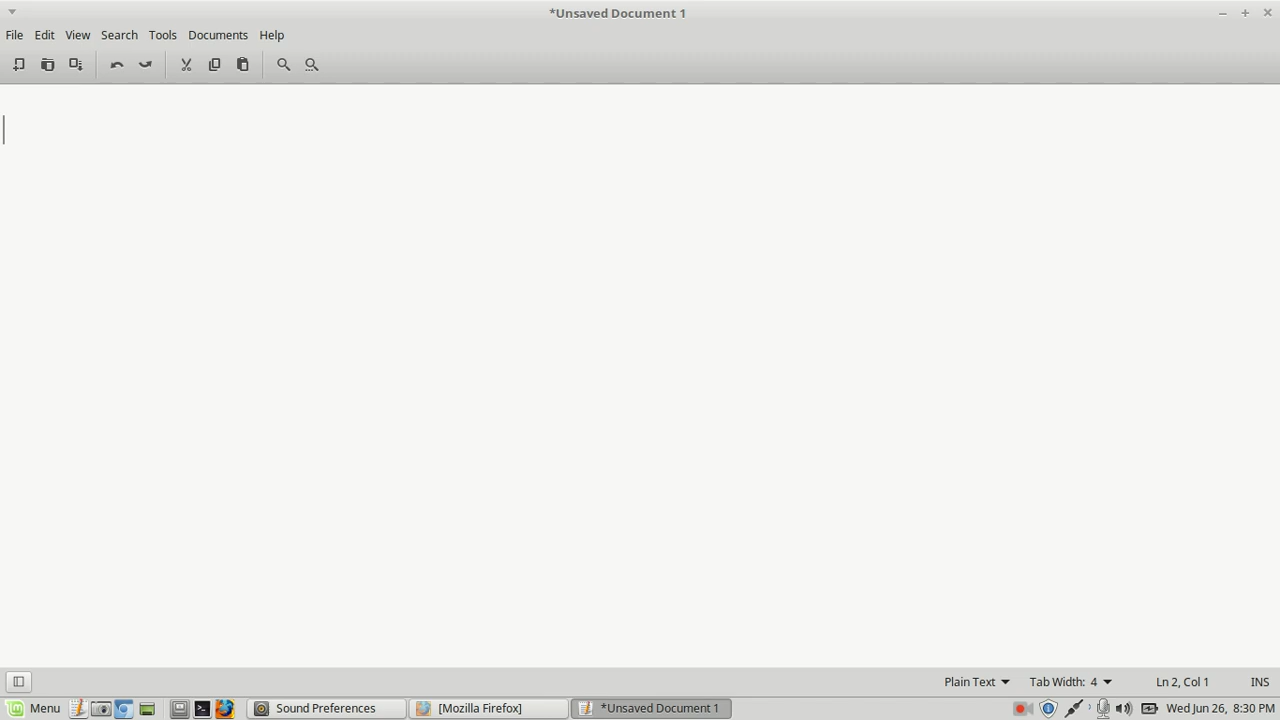 *Unsaved Document 1
File Edit View Search Tools Documents Help
Plain Text Tab Width: 4 Ln 2, Col 1 INS
Menu Sound Preferences [Mozilla Firefox] *Unsaved Document 1 Wed Jun 26, 8:30 PM